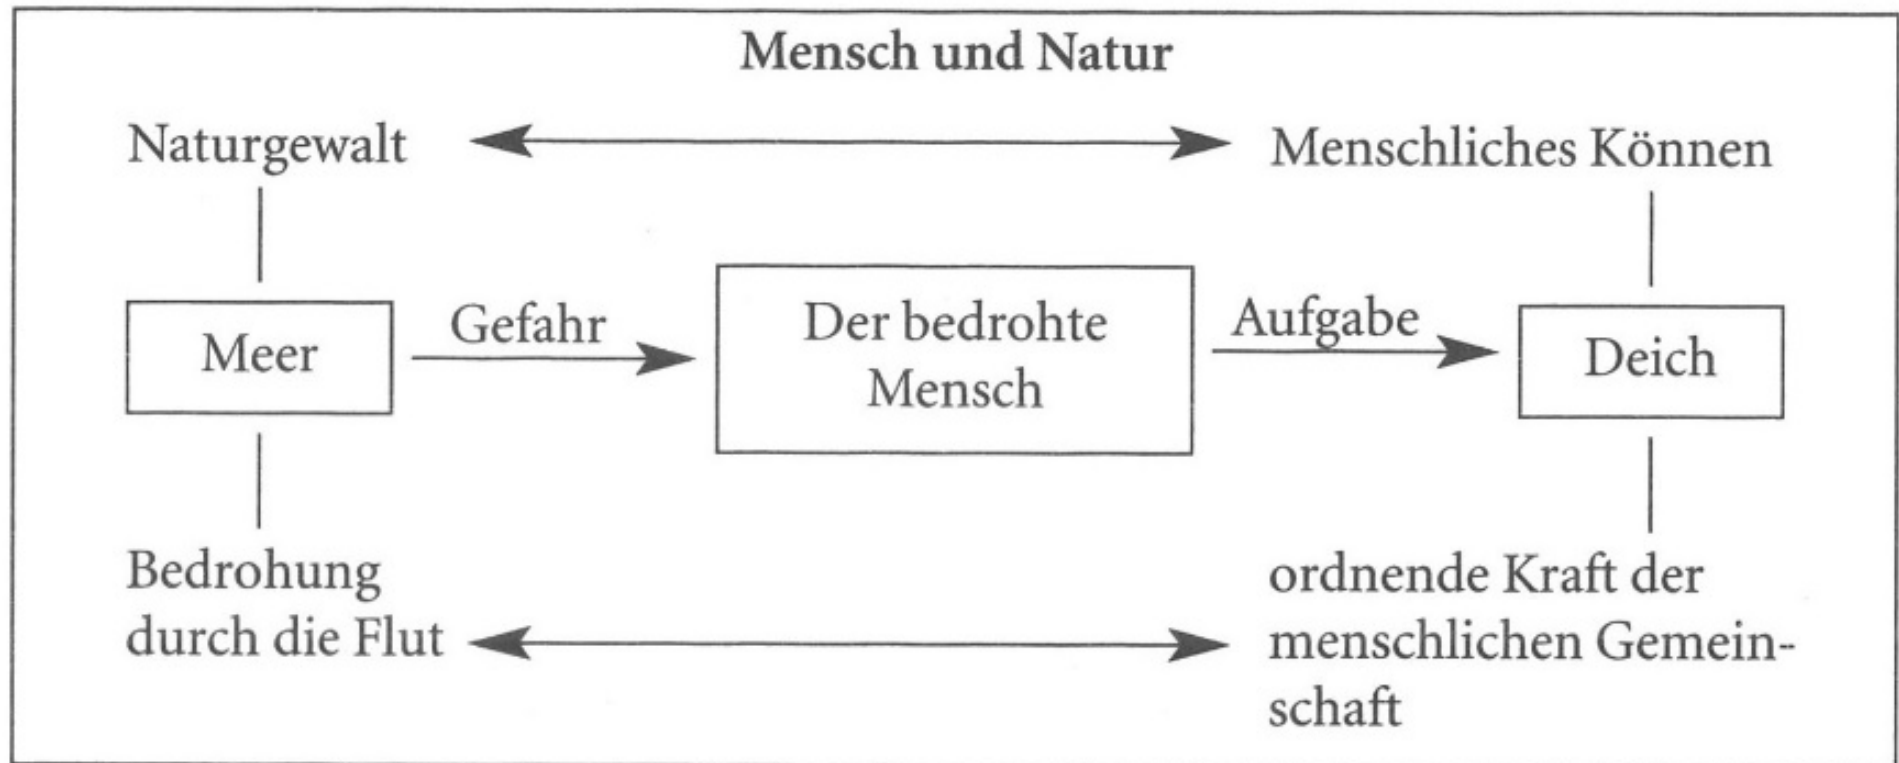 Mensch und Natur
Naturgewalt
Menschliches Können
Meer
Gefahr
Der bedrohte
Mensch
Aufgabe
Deich
Bedrohung
durch die Flut
ordnende Kraft der
menschlichen Gemein-
schaft